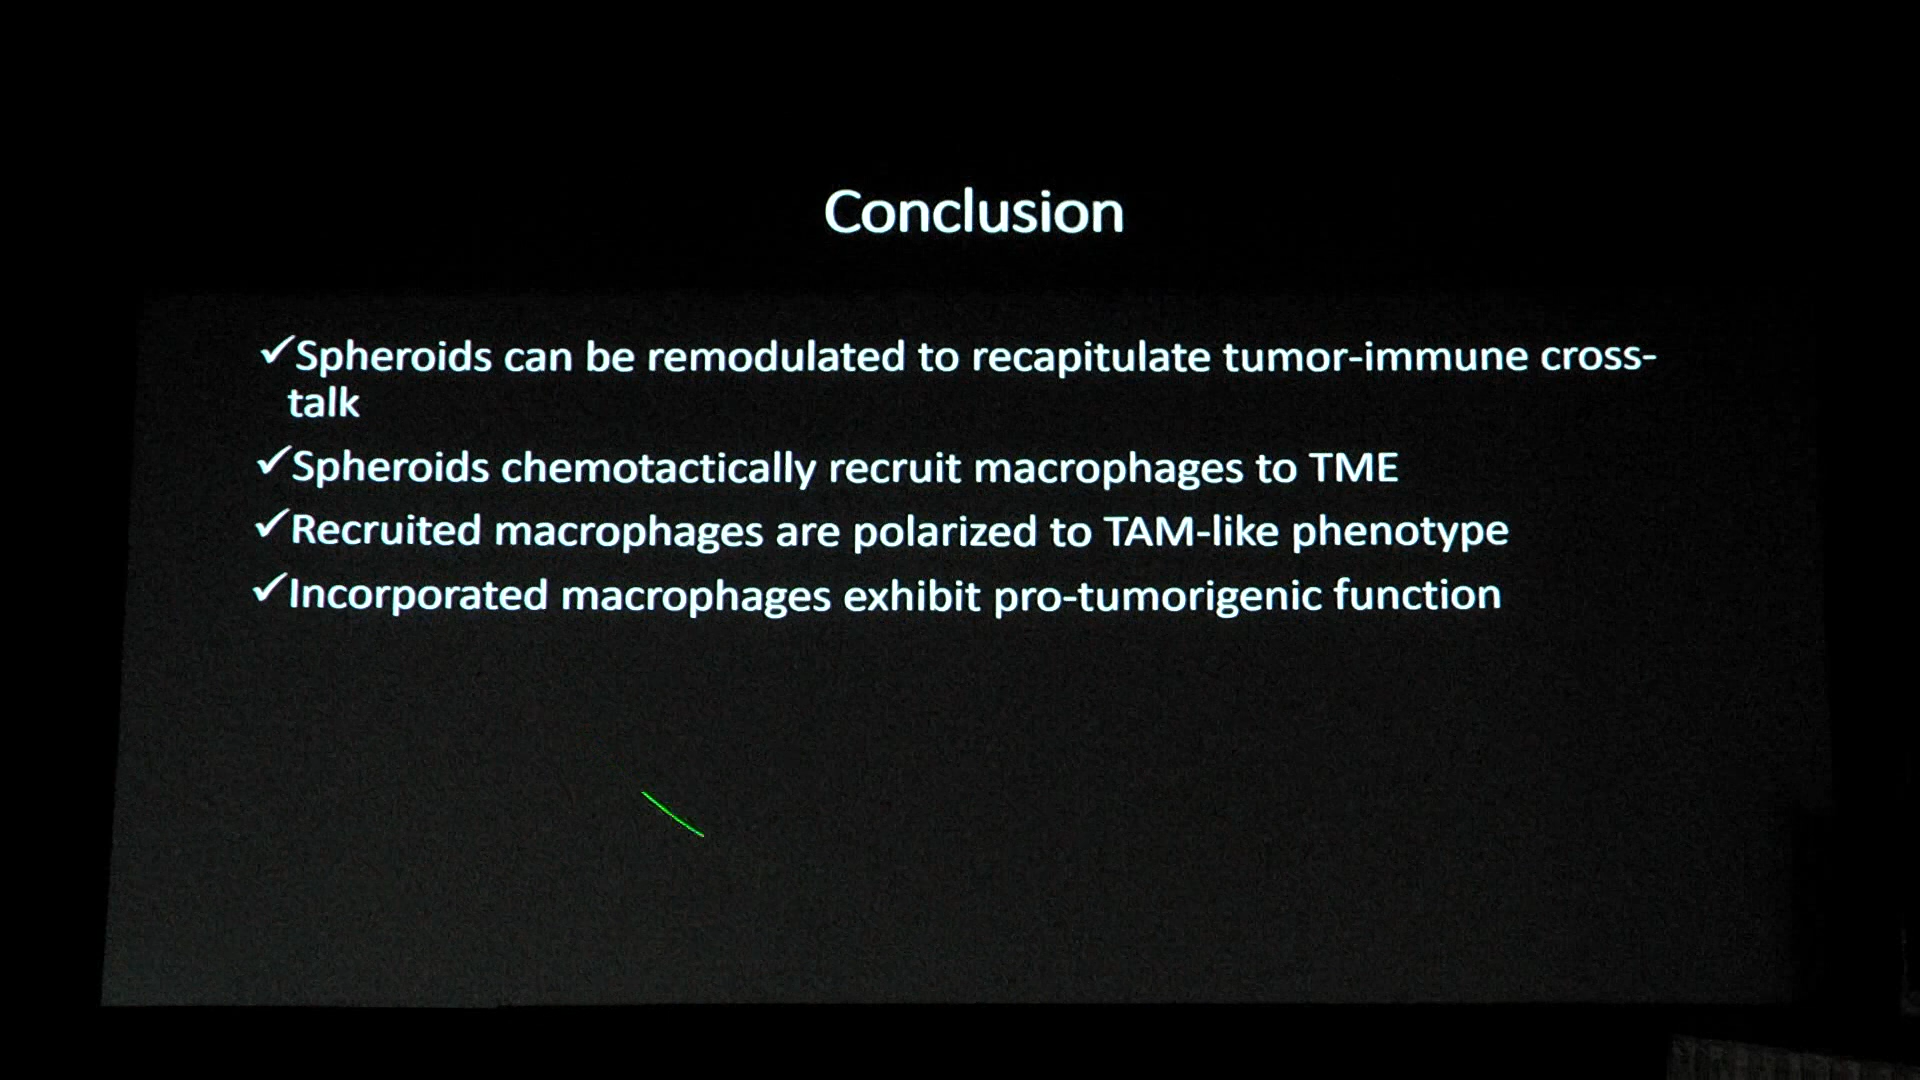 Conclusion
✓Spheroids can be remodulated to recapitulate tumor-immune cross-
talk
✓Spheroids chemotactically recruit macrophages to TME
✓Recruited macrophages are polarized to TAM-like phenotype
✓Incorporated macrophages exhibit pro-tumorigenic function